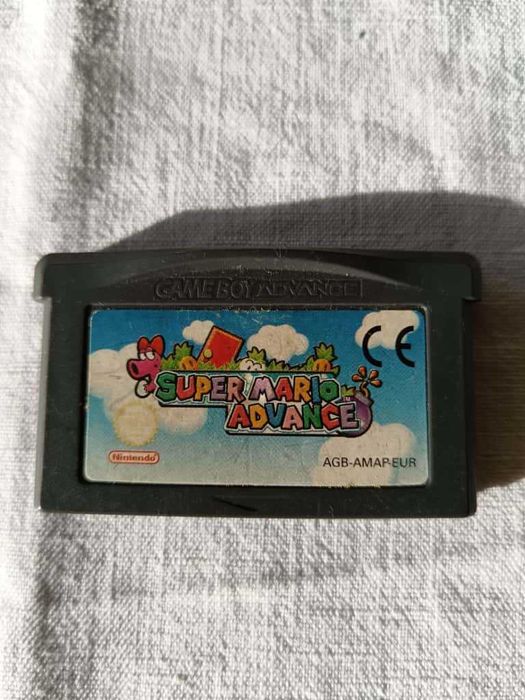 GAME BOY ADVANCE
CE
SUPER MARIO
ADVANCE
Nintendo
AGB-AMAP-EUR